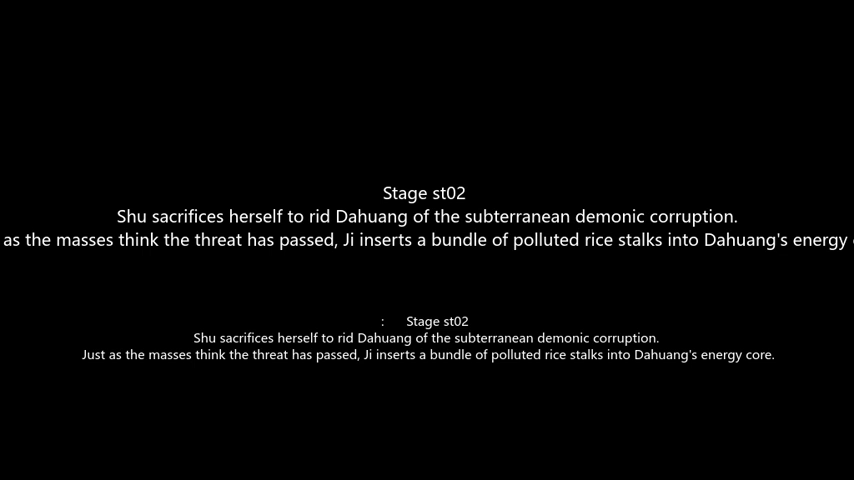 Stage st02
Shu sacrifices herself to rid Dahuang of the subterranean demonic corruption.
as the masses think the threat has passed, Ji inserts a bundle of polluted rice stalks into Dahuang's energy
: Stage st02
Shu sacrifices herself to rid Dahuang of the subterranean demonic corruption.
Just as the masses think the threat has passed, Ji inserts a bundle of polluted rice stalks into Dahuang's energy core.